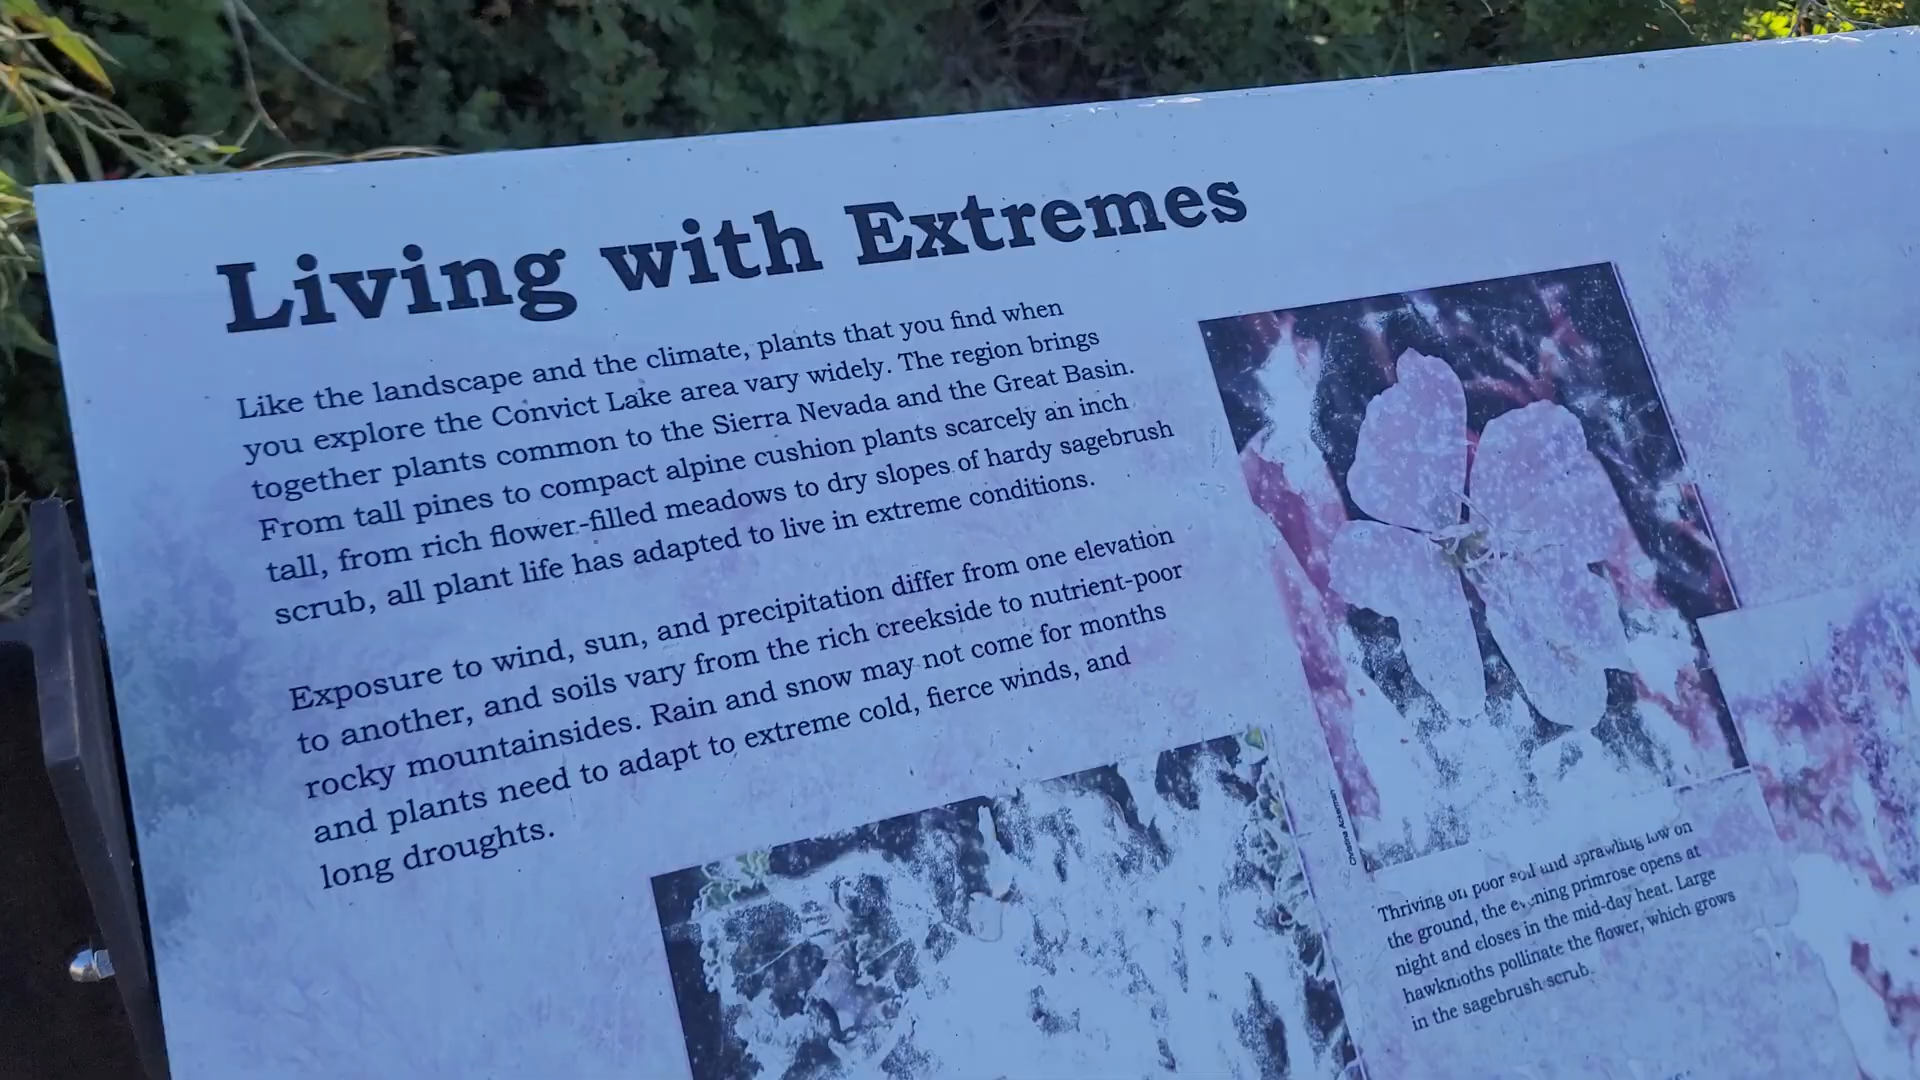 Living with Extremes
Like the landscape and the climate, plants that you find when
you explore the Convict Lake area vary widely. The region brings
together plants common to the Sierra Nevada and the Great Basin.
From tall pines to compact alpine cushion plants scarcely an inch
tall, from rich flower-filled meadows to dry slopes of hardy sagebrush
scrub, all plant life has adapted to live in extreme conditions.
Exposure to wind, sun, and precipitation differ from one elevation
to another, and soils vary from the rich creekside to nutrient-poor
rocky mountainsides. Rain and snow may not come for months
and plants need to adapt to extreme cold, fierce winds, and
long droughts.
Christina Ackerman
Thriving on poor soil and sprawling low on
the ground, the evening primrose opens at
night and closes in the mid-day heat. Large
hawkmoths pollinate the flower, which grows
in the sagebrush scrub.